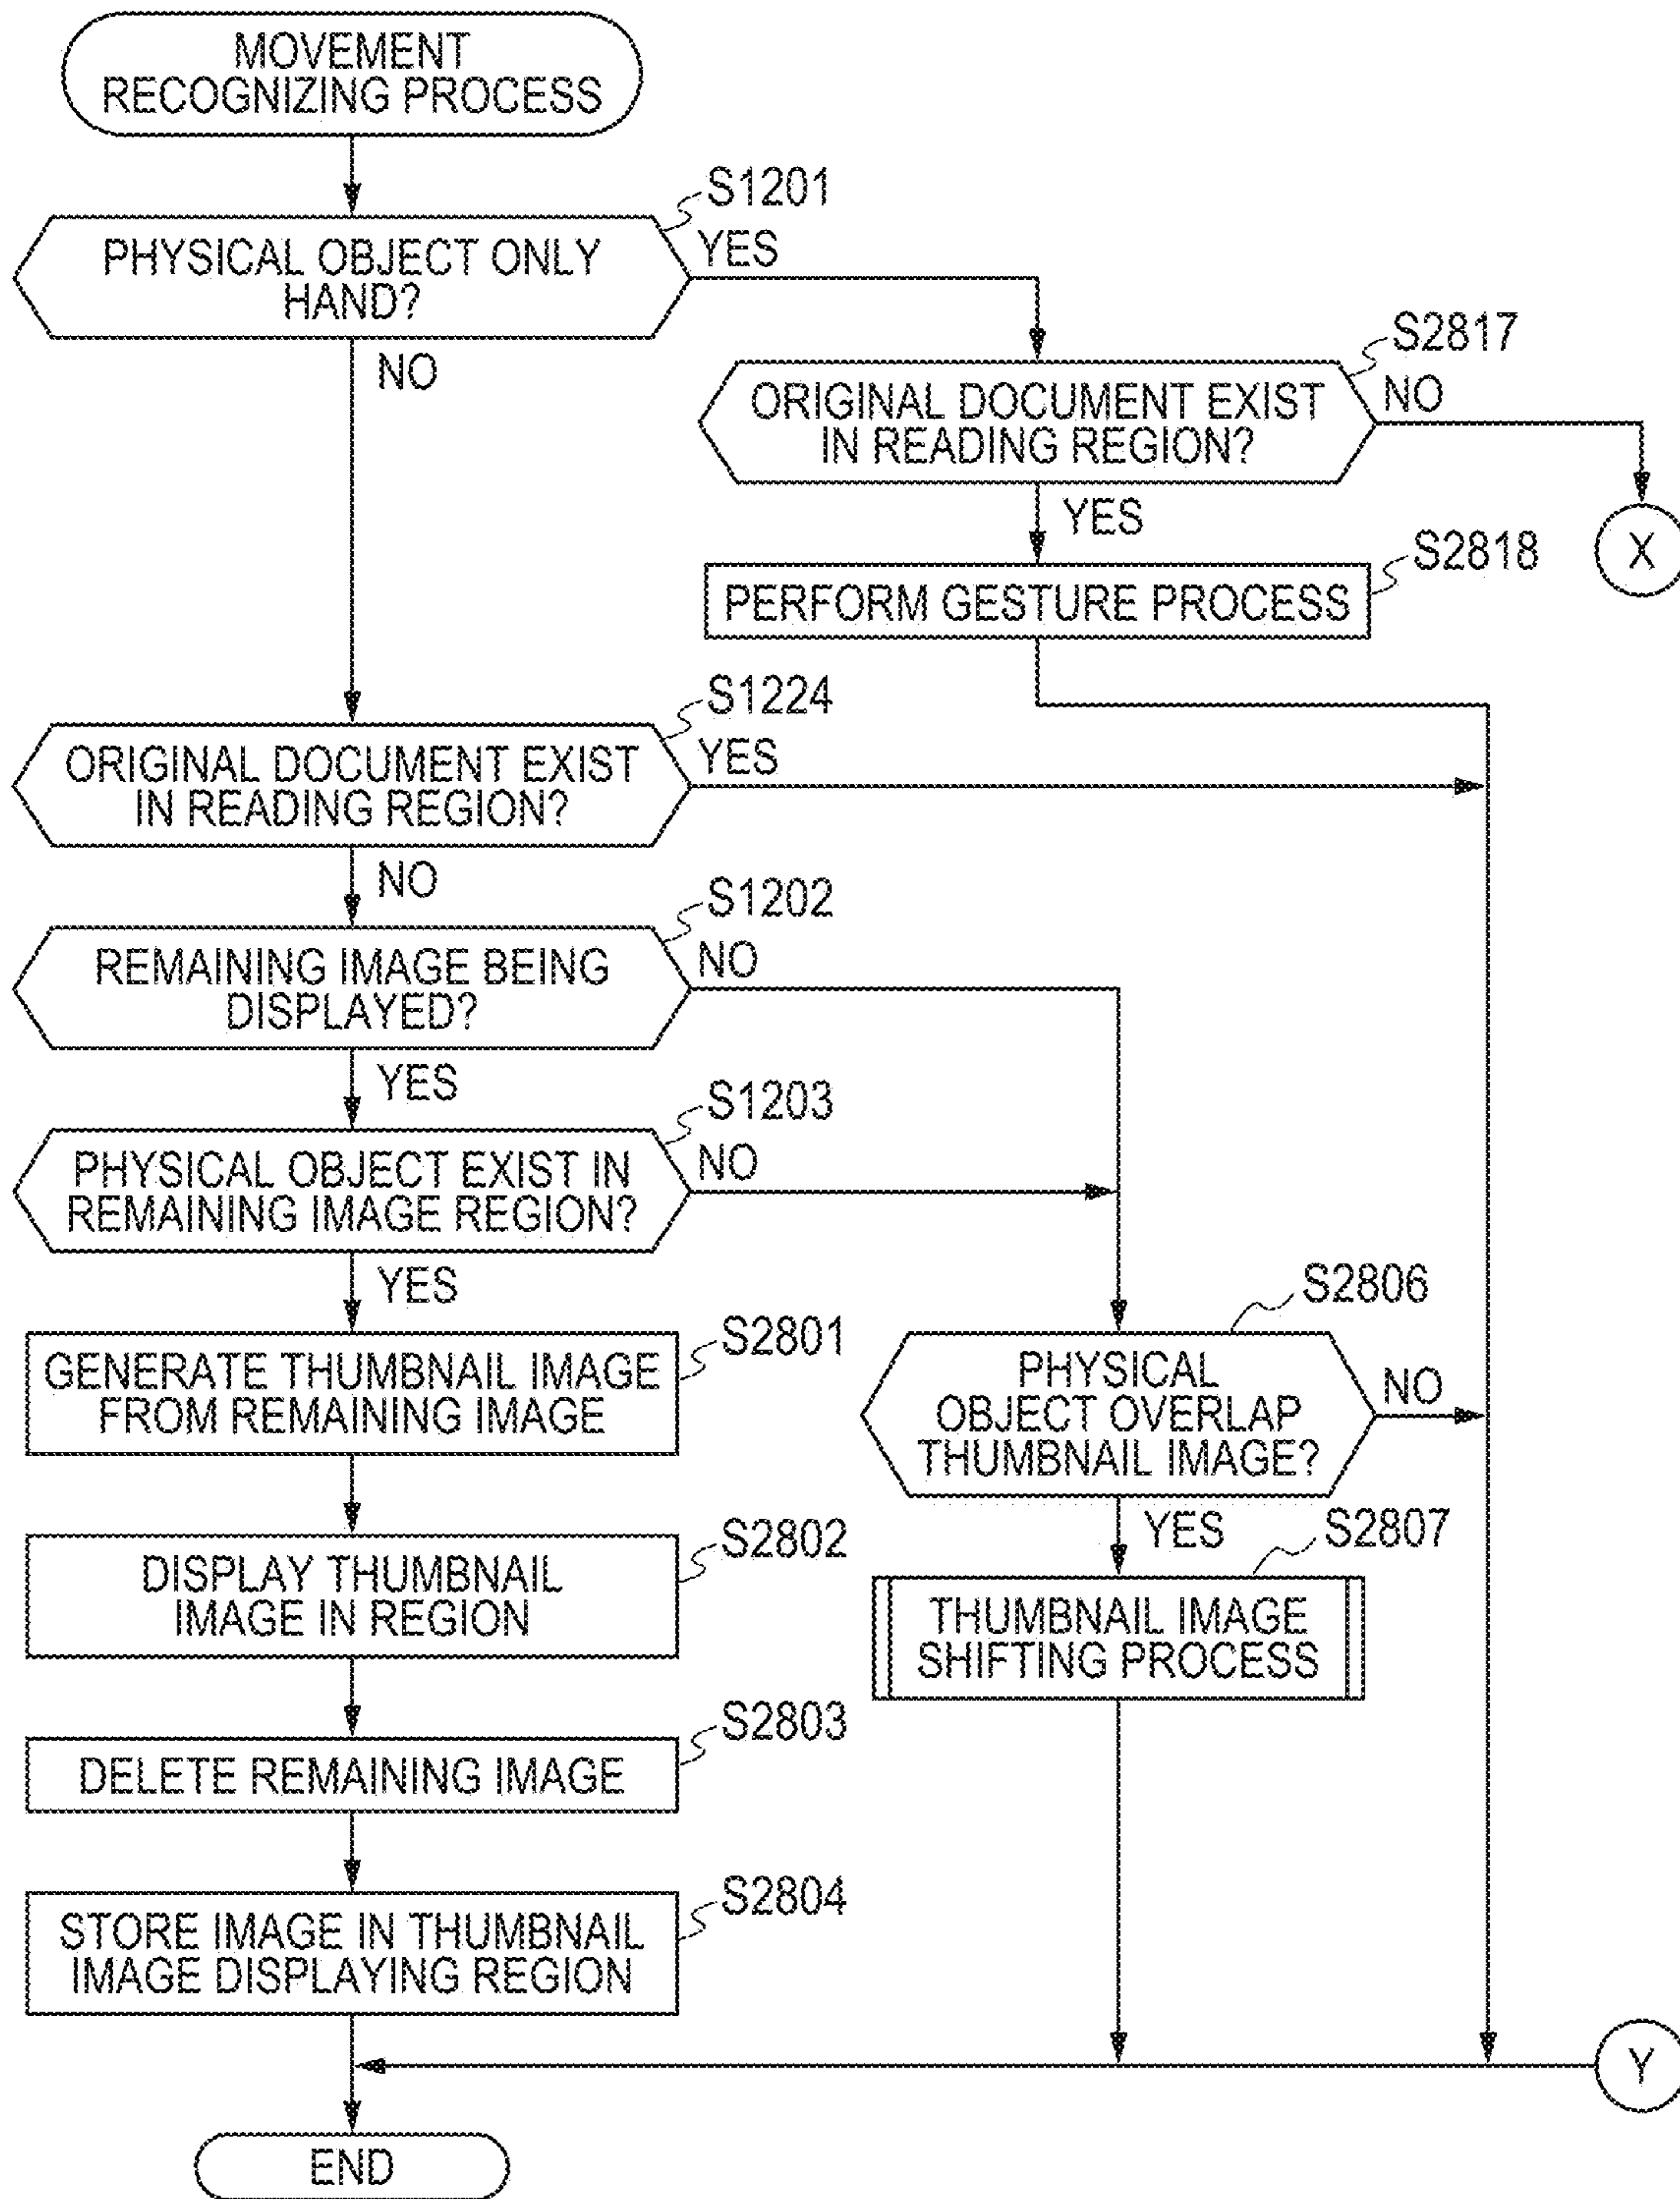 MOVEMENT
RECOGNIZING PROCESS
S1201
PHYSICAL OBJECT ONLY
HAND?
YES
NO
S2817
ORIGINAL DOCUMENT EXIST
IN READING REGION?
NO
YES
X
S2818
PERFORM GESTURE PROCESS
S1224
ORIGINAL DOCUMENT EXIST
IN READING REGION?
YES
NO
S1202
REMAINING IMAGE BEING
DISPLAYED?
NO
YES
S1203
PHYSICAL OBJECT EXIST IN
REMAINING IMAGE REGION?
NO
YES
S2801
GENERATE THUMBNAIL IMAGE
FROM REMAINING IMAGE
S2806
PHYSICAL
OBJECT OVERLAP
THUMBNAIL IMAGE?
NO
YES
S2802
DISPLAY THUMBNAIL
IMAGE IN REGION
S2807
THUMBNAIL IMAGE
SHIFTING PROCESS
S2803
DELETE REMAINING IMAGE
S2804
STORE IMAGE IN THUMBNAIL
IMAGE DISPLAYING REGION
Y
END